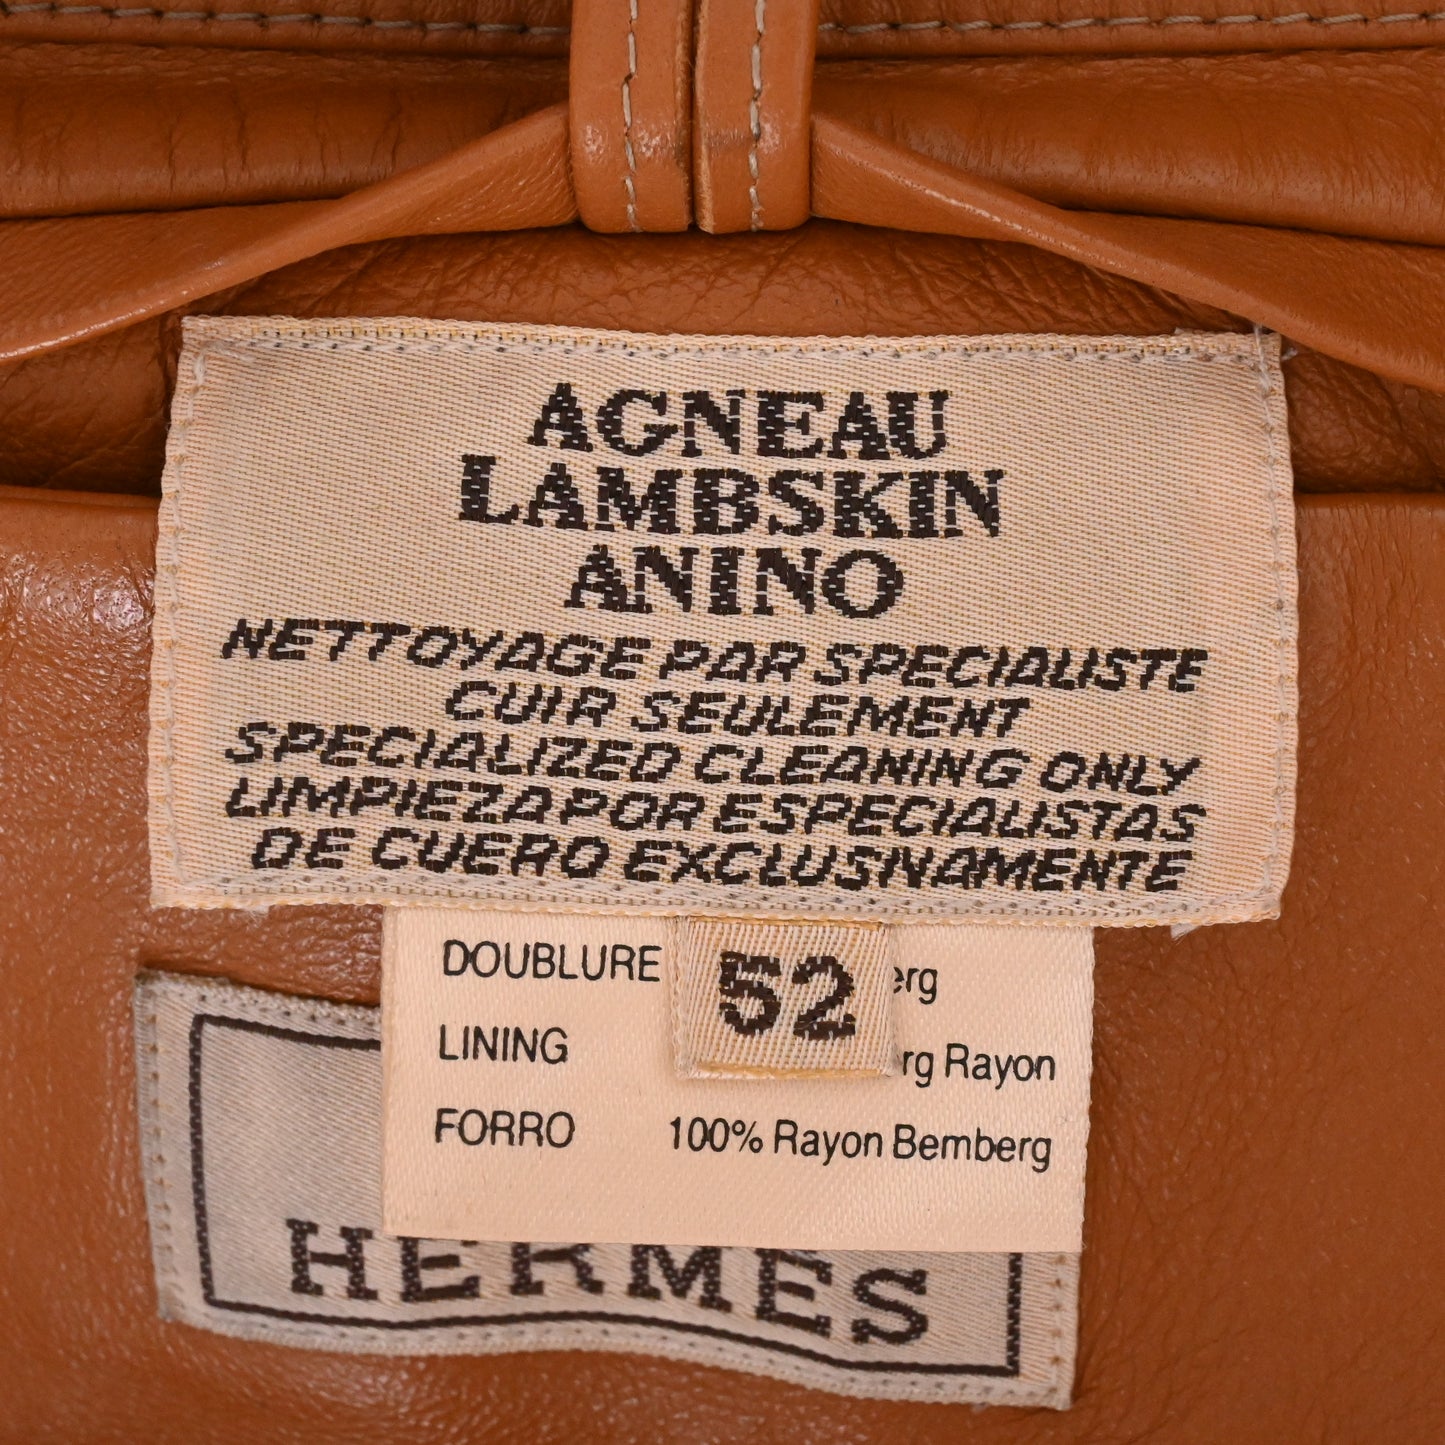 AGNEAU
LAMBSKIN
ANINO
NETTOYAGE PAR SPECIALISTE
CUIR SEULEMENT
SPECIALIZED CLEANING ONLY
LIMPIEZA POR ESPECIALISTAS
DE CUERO EXCLUSIVAMENTE
DOUBLURE
52
LINING Rayon
FORRO 100% Rayon Bemberg
HERMES